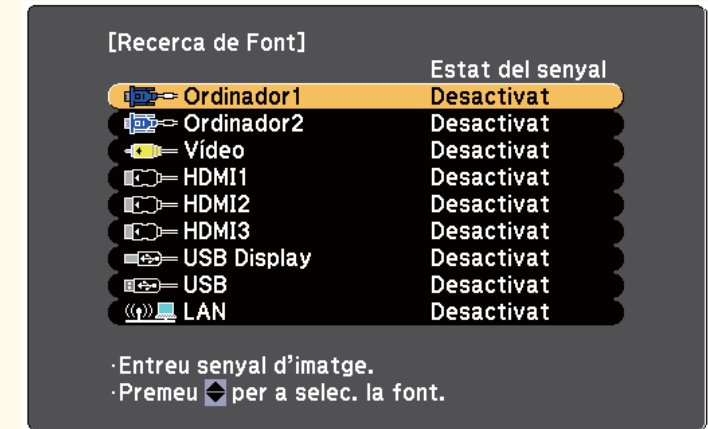 [Recerca de Font]
Estat del senyal
Ordinador1 Desactivat
Ordinador2 Desactivat
Vídeo Desactivat
HDMI1 Desactivat
HDMI2 Desactivat
HDMI3 Desactivat
USB Display Desactivat
USB Desactivat
LAN Desactivat
·Entreu senyal d'imatge.
·Premeu per a selec. la font.